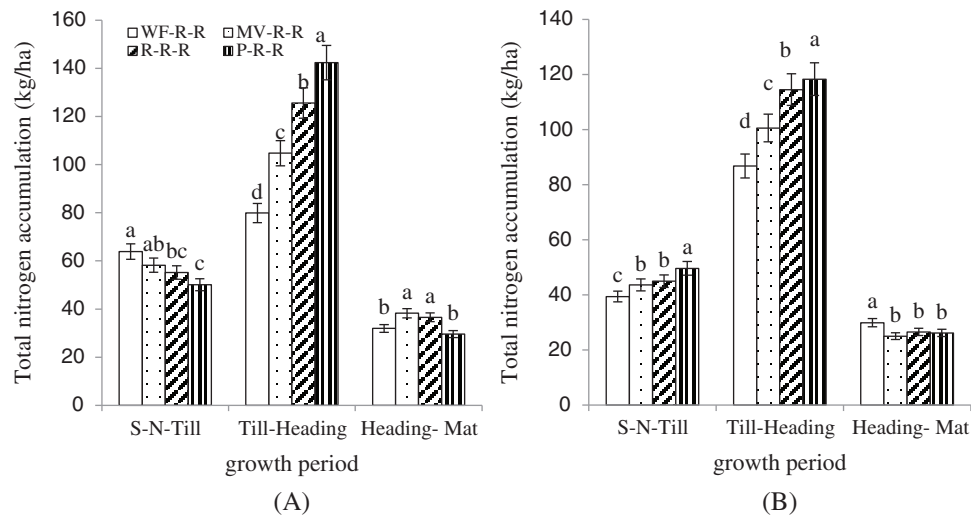 Total nitrogen accumulation (kg/ha)
160
140
120
100
80
60
40
20
0
WF-R-R MV-R-R
R-R-R P-R-R
a ab bc c
d c b a
b a a b
S-N-Till Till-Heading Heading- Mat
growth period
(A)
Total nitrogen accumulation (kg/ha)
140
120
100
80
60
40
20
0
c b b a
d c b a
a b b b
S-N-Till Till-Heading Heading- Mat
growth period
(B)